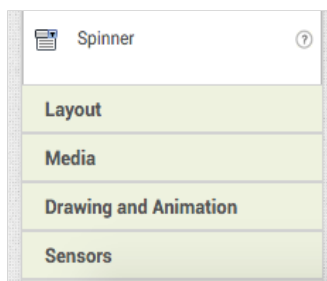 Spinner ?
Layout
Media
Drawing and Animation
Sensors